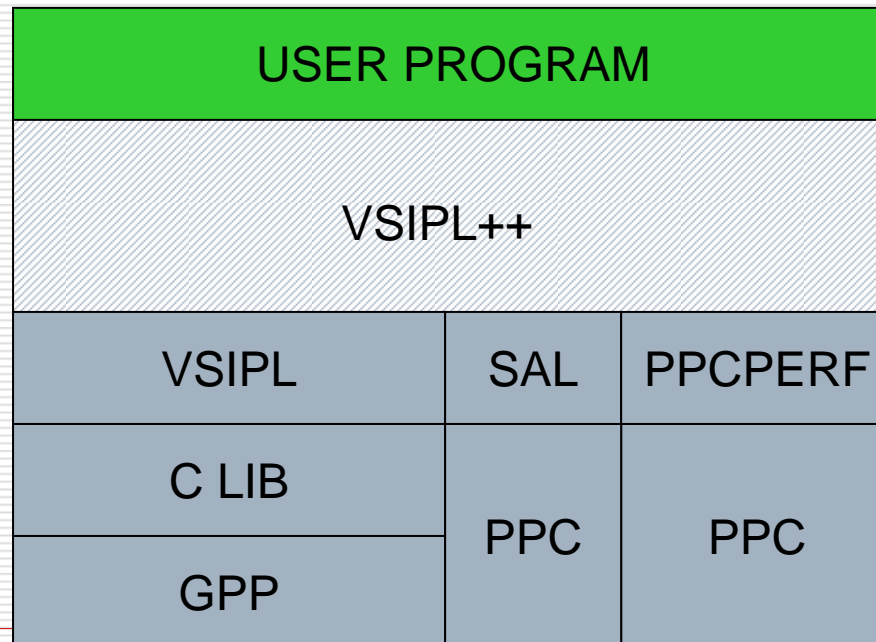 USER PROGRAM
VSIPL++
VSIPL
SAL
PPCPERF
C LIB
PPC
PPC
GPP